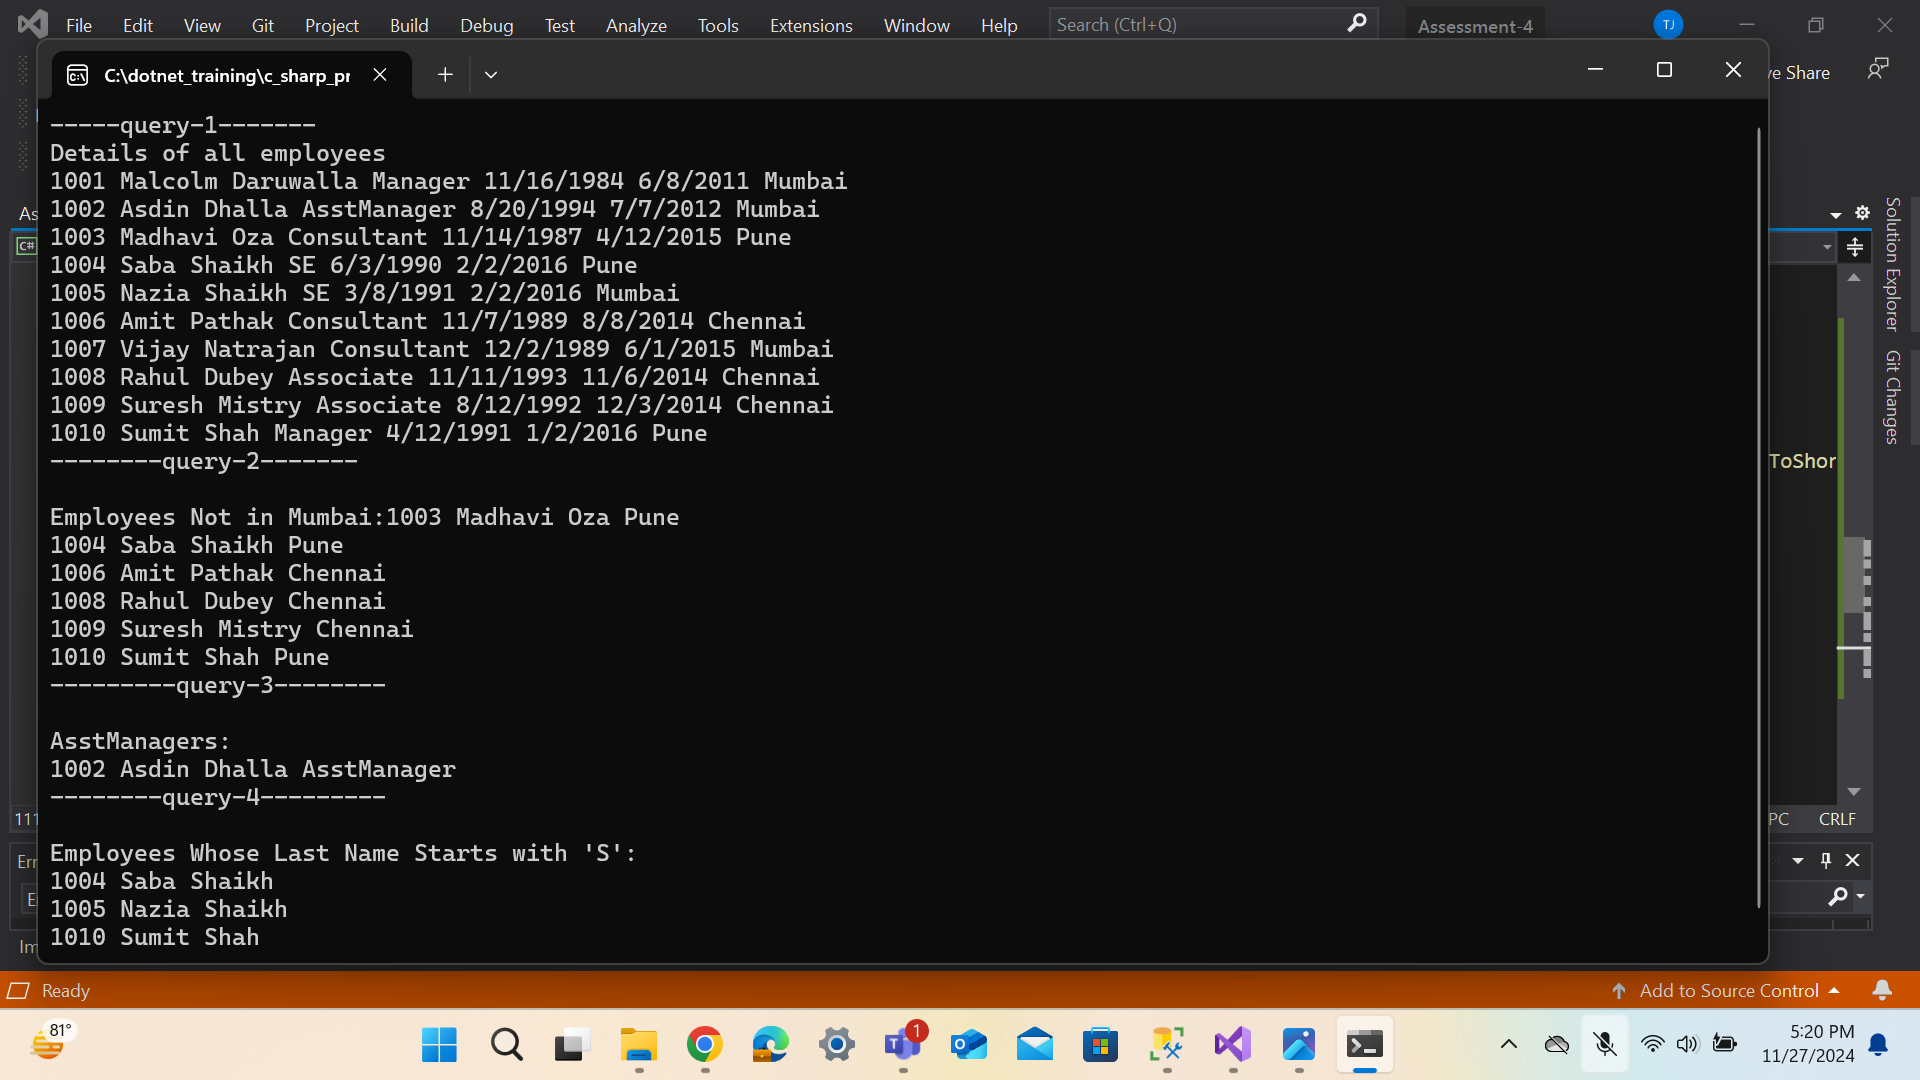 File Edit View Git Project Build Debug Test Analyze Tools Extensions Window Help Search (Ctrl+Q) Assessment-4 TJ
C:\dotnet_training\c_sharp_pr
Share
-----query-1-------
Details of all employees
1001 Malcolm Daruwalla Manager 11/16/1984 6/8/2011 Mumbai
1002 Asdin Dhalla AsstManager 8/20/1994 7/7/2012 Mumbai
1003 Madhavi Oza Consultant 11/14/1987 4/12/2015 Pune
1004 Saba Shaikh SE 6/3/1990 2/2/2016 Pune
1005 Nazia Shaikh SE 3/8/1991 2/2/2016 Mumbai
1006 Amit Pathak Consultant 11/7/1989 8/8/2014 Chennai
1007 Vijay Natrajan Consultant 12/2/1989 6/1/2015 Mumbai
1008 Rahul Dubey Associate 11/11/1993 11/6/2014 Chennai
1009 Suresh Mistry Associate 8/12/1992 12/3/2014 Chennai
1010 Sumit Shah Manager 4/12/1991 1/2/2016 Pune
--------query-2-------
Employees Not in Mumbai:1003 Madhavi Oza Pune
1004 Saba Shaikh Pune
1006 Amit Pathak Chennai
1008 Rahul Dubey Chennai
1009 Suresh Mistry Chennai
1010 Sumit Shah Pune
---------query-3--------
AsstManagers:
1002 Asdin Dhalla AsstManager
--------query-4---------
Employees Whose Last Name Starts with 'S':
1004 Saba Shaikh
1005 Nazia Shaikh
1010 Sumit Shah
As
C#
Solution Explorer
Git Changes
ToShor
111
PC CRLF
Err
Im
Ready
Add to Source Control
81°
1
5:20 PM
11/27/2024